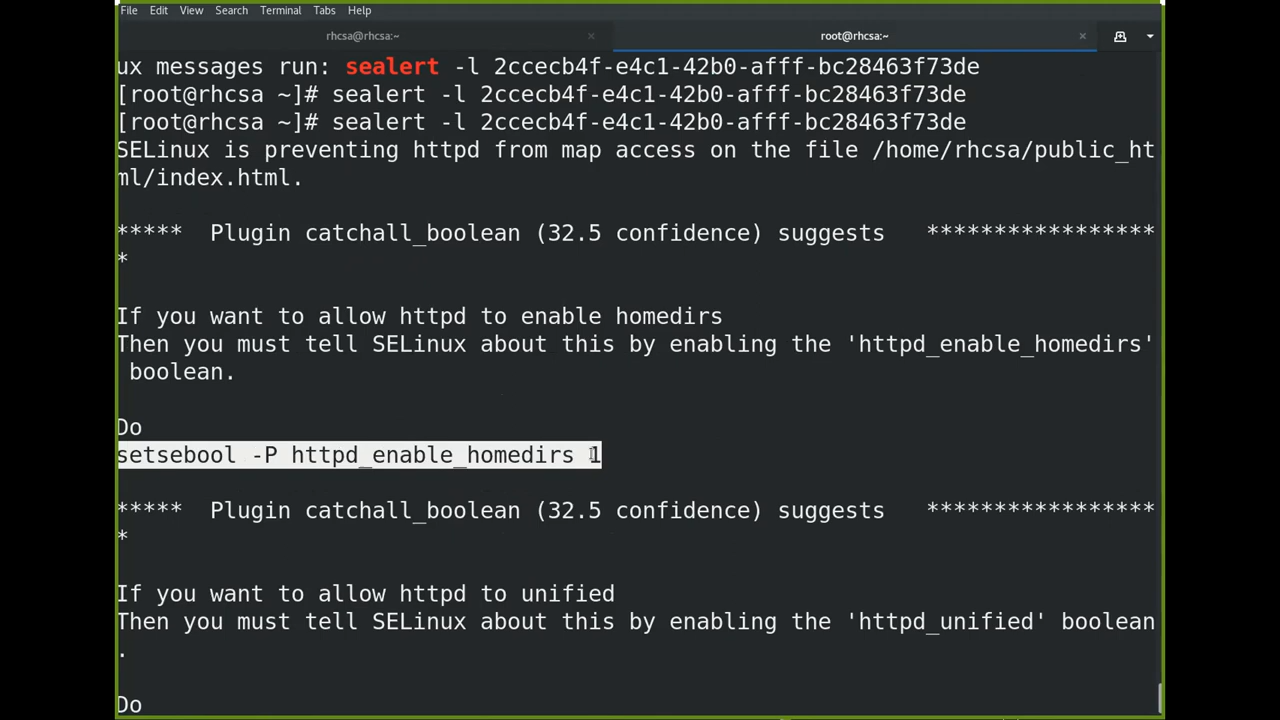 File Edit View Search Terminal Tabs Help
rhcsa@rhcsa:~ × root@rhcsa:~ ×
ux messages run: sealert -l 2ccecb4f-e4c1-42b0-afff-bc28463f73de
[root@rhcsa ~]# sealert -l 2ccecb4f-e4c1-42b0-afff-bc28463f73de
[root@rhcsa ~]# sealert -l 2ccecb4f-e4c1-42b0-afff-bc28463f73de
SELinux is preventing httpd from map access on the file /home/rhcsa/public_ht
ml/index.html.
***** Plugin catchall_boolean (32.5 confidence) suggests *****************
*
If you want to allow httpd to enable homedirs
Then you must tell SELinux about this by enabling the 'httpd_enable_homedirs'
boolean.
Do
setsebool -P httpd_enable_homedirs 1
***** Plugin catchall_boolean (32.5 confidence) suggests *****************
*
If you want to allow httpd to unified
Then you must tell SELinux about this by enabling the 'httpd_unified' boolean
.
Do